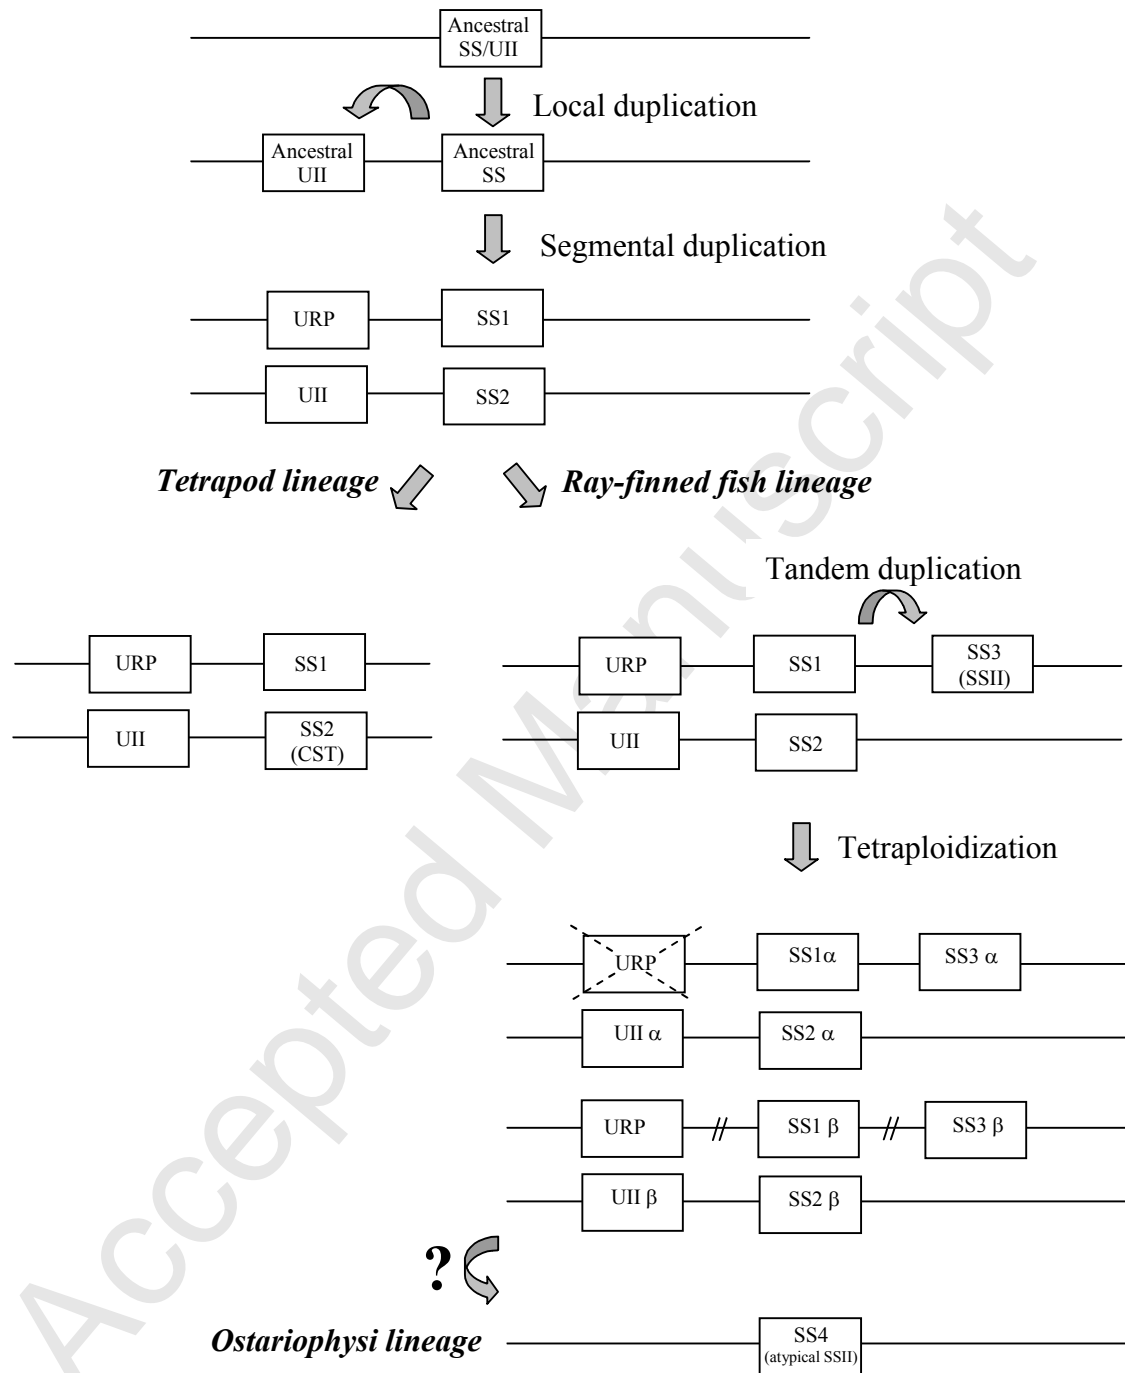 Ancestral
SS/UII
Local duplication
Ancestral
UII
Ancestral
SS
Segmental duplication
URP
SS1
UII
SS2
Tetrapod lineage
Ray-finned fish lineage
Tandem duplication
URP
SS1
URP
SS1
SS3
(SSII)
UII
SS2
(CST)
UII
SS2
Tetraploidization
URP
SS1α
SS3 α
UII α
SS2 α
URP
//
SS1 β
//
SS3 β
UII β
SS2 β
?
Ostariophysi lineage
SS4
(atypical SSII)
Accepted Manuscript